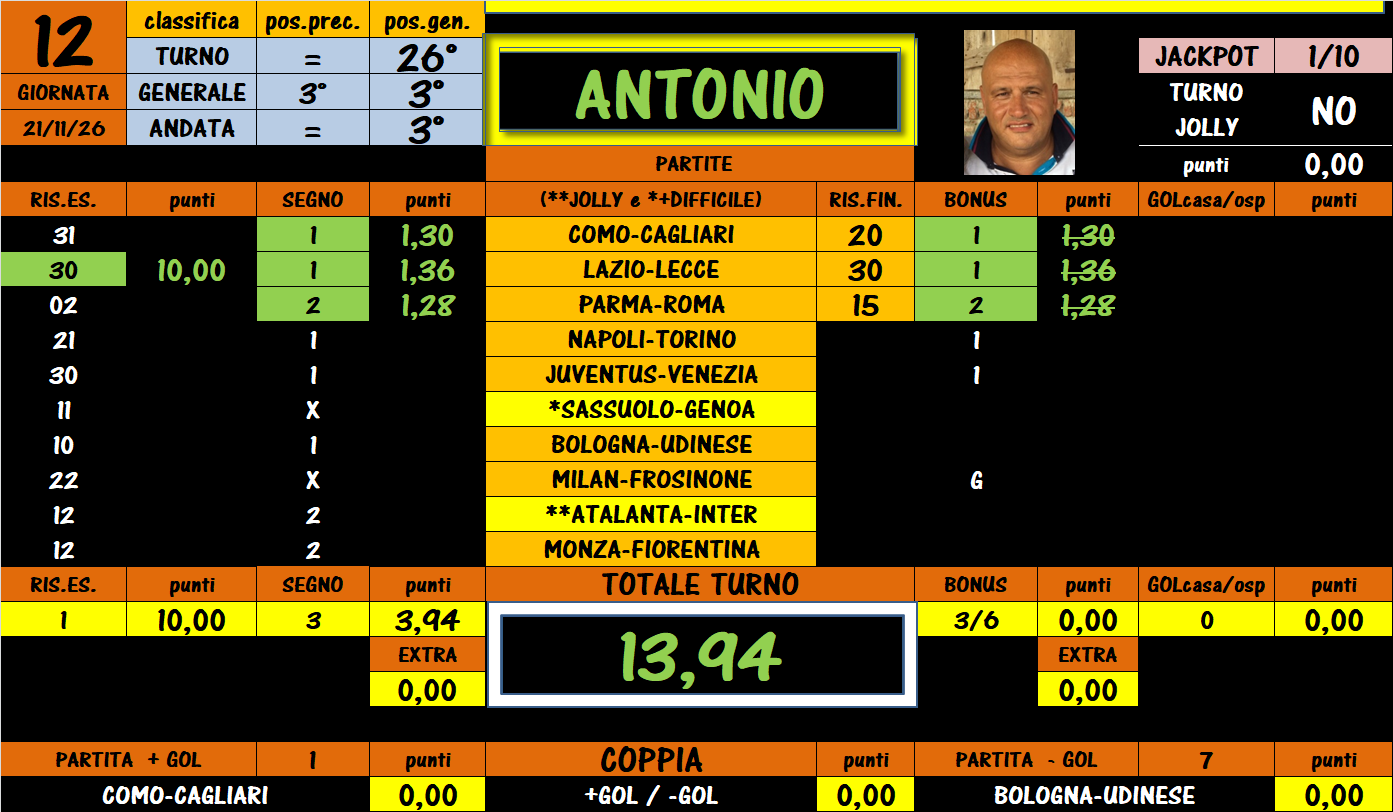 12 classifica pos.prec. pos.gen.
TURNO = 26°
GIORNATA GENERALE 3° 3°
21/11/26 ANDATA = 3°
ANTONIO
JACKPOT 1/10
TURNO
JOLLY NO
punti 0,00
PARTITE
RIS.ES. punti SEGNO punti (**JOLLY e *+DIFFICILE) RIS.FIN. BONUS punti GOLcasa/osp punti
31 1 1,30 COMO-CAGLIARI 20 1 1,30
30 10,00 1 1,36 LAZIO-LECCE 30 1 1,36
02 2 1,28 PARMA-ROMA 15 2 1,28
21 1 NAPOLI-TORINO 1
30 1 JUVENTUS-VENEZIA 1
11 X *SASSUOLO-GENOA
10 1 BOLOGNA-UDINESE
22 X MILAN-FROSINONE G
12 2 **ATALANTA-INTER
12 2 MONZA-FIORENTINA
RIS.ES. punti SEGNO punti TOTALE TURNO BONUS punti GOLcasa/osp punti
1 10,00 3 3,94 13,94 3/6 0,00 0 0,00
EXTRA EXTRA
0,00 0,00
PARTITA + GOL 1 punti COPPIA punti PARTITA - GOL 7 punti
COMO-CAGLIARI 0,00 +GOL / -GOL 0,00 BOLOGNA-UDINESE 0,00